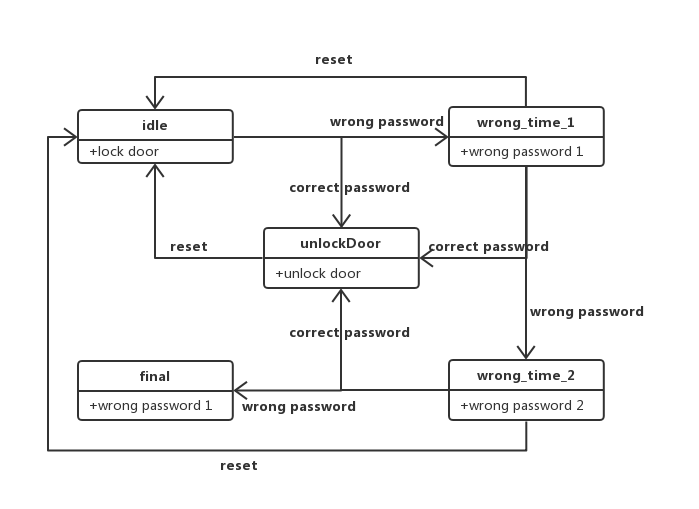 reset
idle
+lock door
wrong password
wrong_time_1
+wrong password 1
correct password
reset
unlockDoor
+unlock door
correct password
wrong password
correct password
final
+wrong password 1
wrong password
wrong_time_2
+wrong password 2
reset